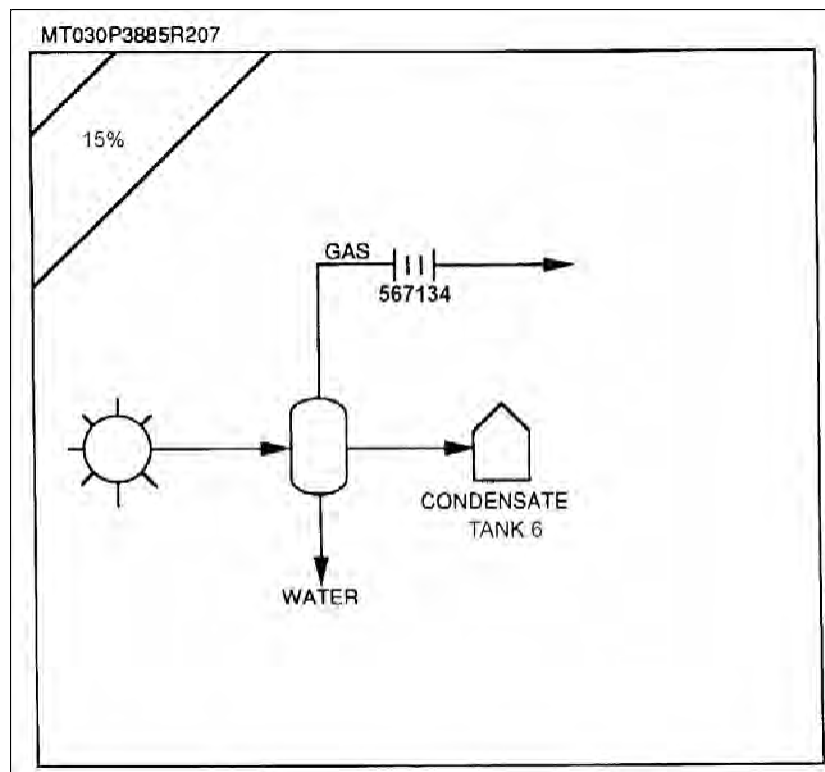 MT030P3885R207
15%
GAS
567134
CONDENSATE
TANK 6
WATER